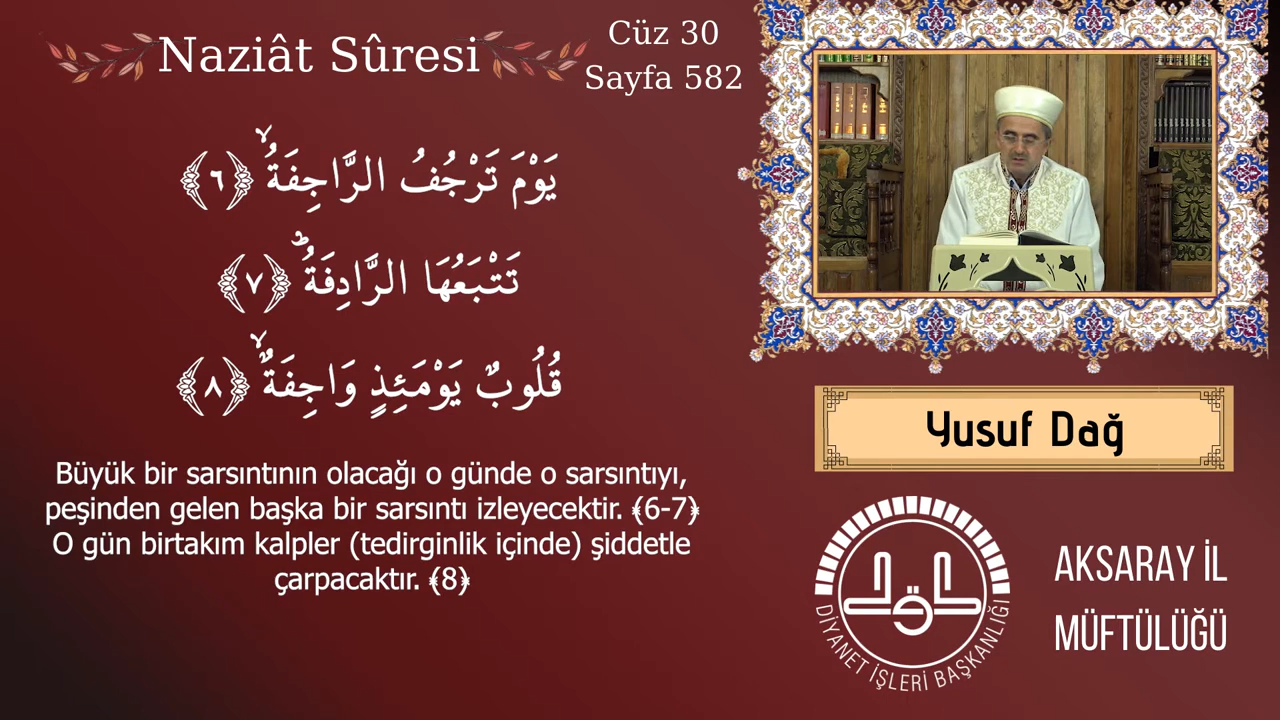 Naziât Sûresi
Cüz 30
Sayfa 582
يَوْمَ تَرْجُفُ الرَّاجِفَةُۙ ﴿٦﴾
تَتْبَعُهَا الرَّادِفَةُۜ ﴿٧﴾
قُلُوبٌ يَوْمَئِذٍ وَاجِفَةٌۙ ﴿٨﴾
Büyük bir sarsıntının olacağı o günde o sarsıntıyı,
peşinden gelen başka bir sarsıntı izleyecektir. ﴾6-7﴿
O gün birtakım kalpler (tedirginlik içinde) şiddetle
çarpacaktır. ﴾8﴿
Yusuf Dağ
DİYANET İŞLERİ BAŞKANLIĞI
AKSARAY İL
MÜFTÜLÜĞÜ